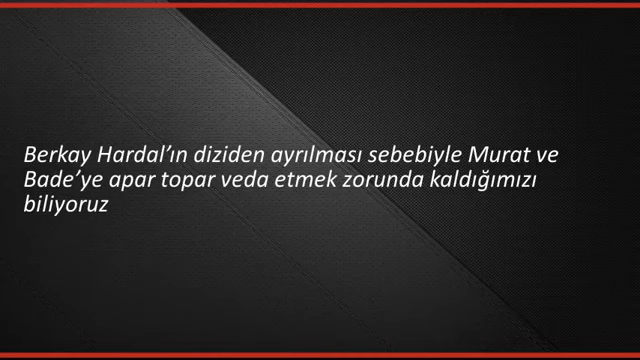 Berkay Hardal’ın diziden ayrılması sebebiyle Murat ve
Bade’ye apar topar veda etmek zorunda kaldığımızı
biliyoruz